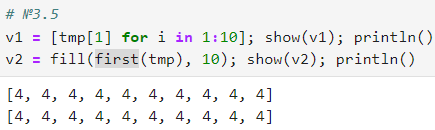 # №3.5
v1 = [tmp[1] for i in 1:10]; show(v1); println()
v2 = fill(first(tmp), 10); show(v2); println()
[4, 4, 4, 4, 4, 4, 4, 4, 4, 4]
[4, 4, 4, 4, 4, 4, 4, 4, 4, 4]